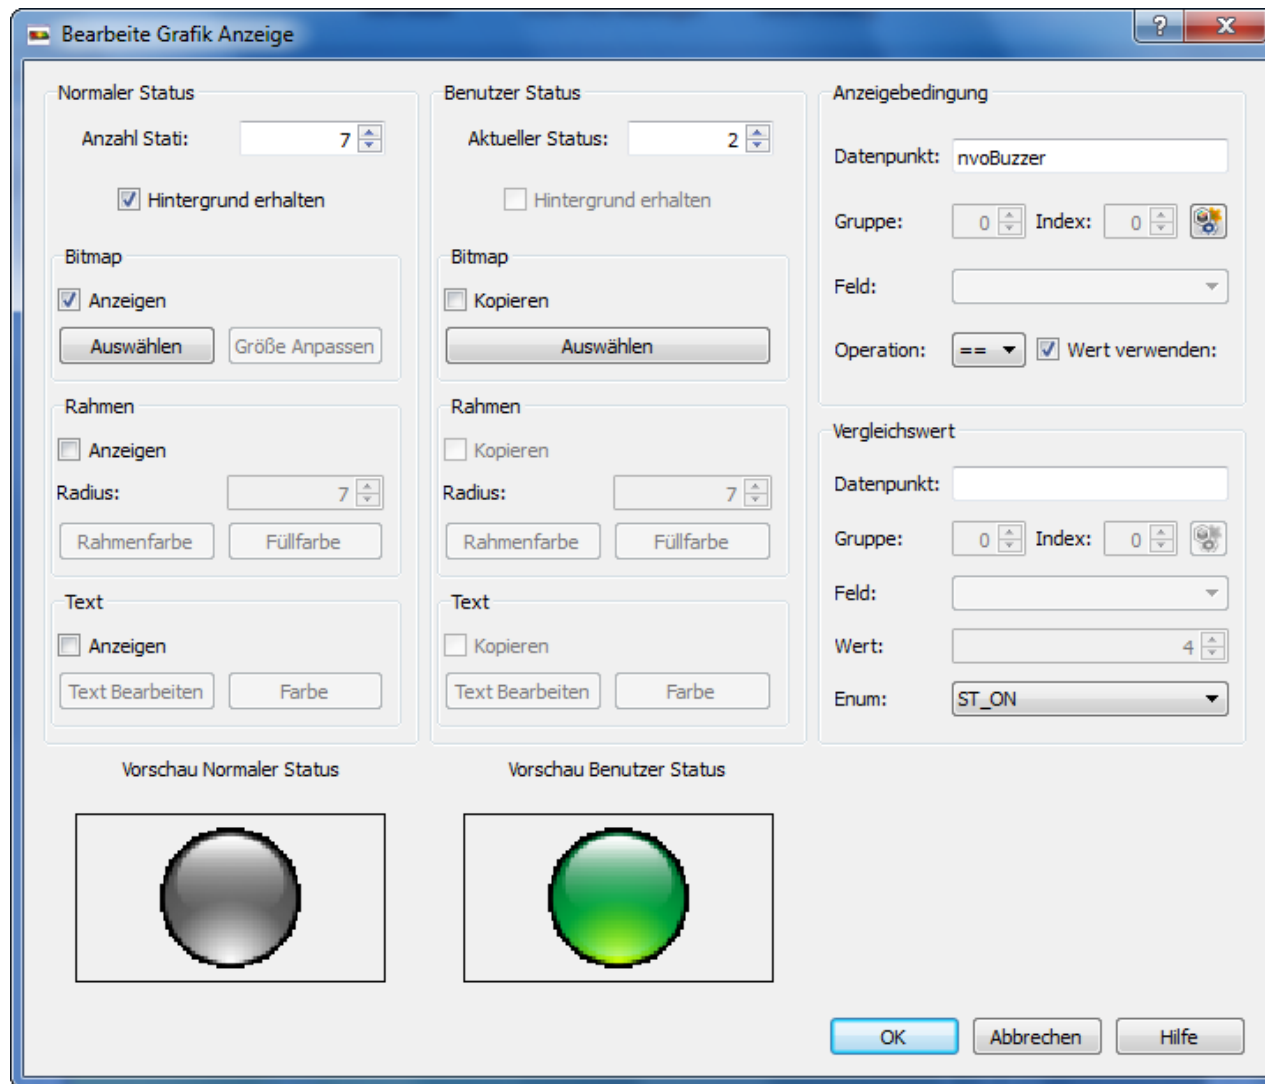 Bearbeite Grafik Anzeige
?
Normaler Status
Anzahl Stati: 7
Hintergrund erhalten
Bitmap
Anzeigen
Auswählen Größe Anpassen
Rahmen
Anzeigen
Radius: 7
Rahmenfarbe Füllfarbe
Text
Anzeigen
Text Bearbeiten Farbe
Vorschau Normaler Status
Benutzer Status
Aktueller Status: 2
Hintergrund erhalten
Bitmap
Kopieren
Auswählen
Rahmen
Kopieren
Radius: 7
Rahmenfarbe Füllfarbe
Text
Kopieren
Text Bearbeiten Farbe
Vorschau Benutzer Status
Anzeigebedingung
Datenpunkt: nvoBuzzer
Gruppe: 0 Index: 0
Feld:
Operation: == Wert verwenden:
Vergleichswert
Datenpunkt:
Gruppe: 0 Index: 0
Feld:
Wert: 4
Enum: ST_ON
OK Abbrechen Hilfe